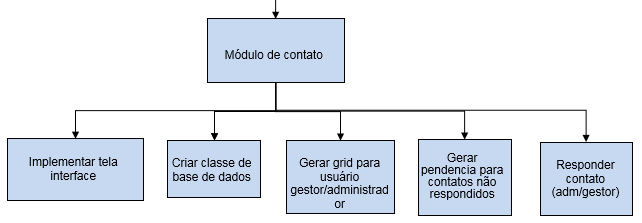 Módulo de contato
Implementar tela
interface
Criar classe de
base de dados
Gerar grid para
usuário
gestor/administrad
or
Gerar
pendencia para
contatos não
respondidos
Responder
contato
(adm/gestor)